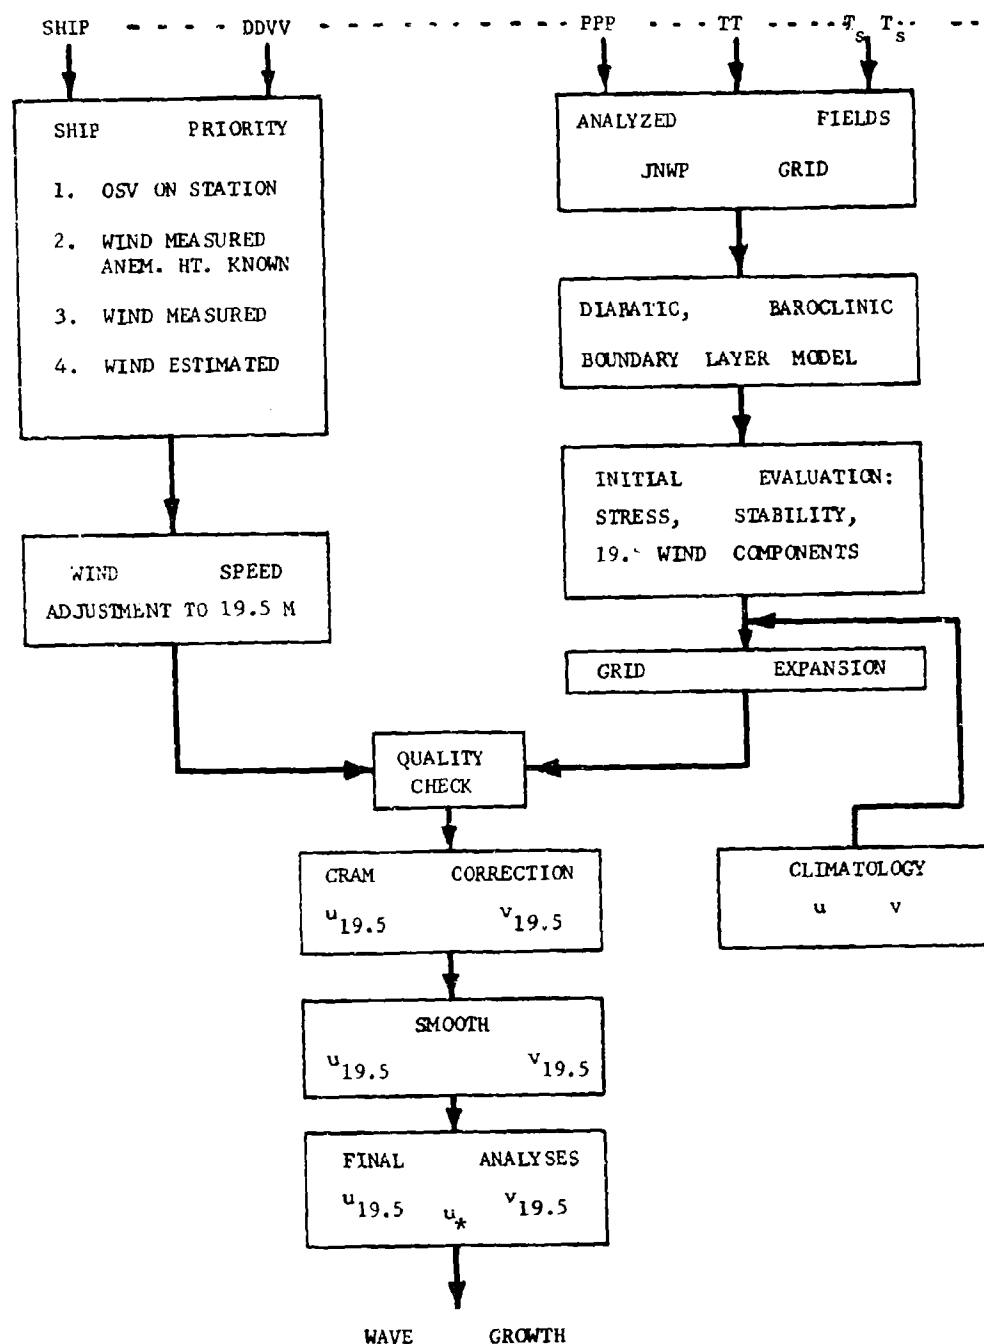 SHIP DDVV PPP TT Ts Ts
SHIP PRIORITY
1. OSV ON STATION
2. WIND MEASURED
ANEM. HT. KNOWN
3. WIND MEASURED
4. WIND ESTIMATED
WIND SPEED
ADJUSTMENT TO 19.5 M
ANALYZED FIELDS
JNWP GRID
DIABATIC, BAROCLINIC
BOUNDARY LAYER MODEL
INITIAL EVALUATION:
STRESS, STABILITY,
WIND COMPONENTS
GRID EXPANSION
QUALITY
CHECK
CLIMATOLOGY
u v
CRAM CORRECTION
u19.5 v19.5
SMOOTH
u19.5 v19.5
FINAL ANALYSES
u19.5 u* v19.5
WAVE GROWTH